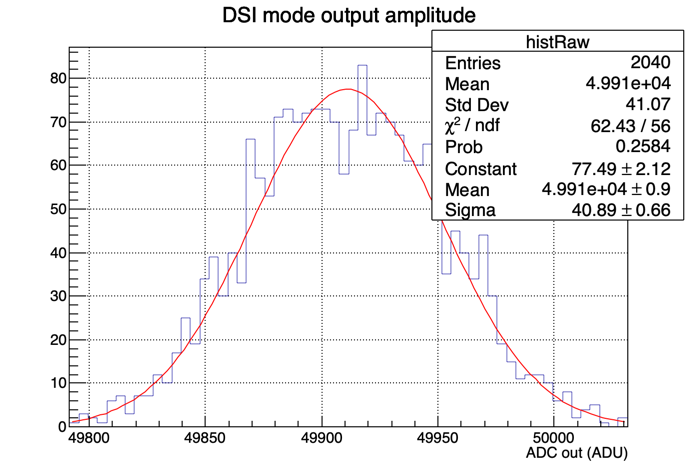 DSI mode output amplitude
histRaw
Entries 2040
Mean 4.991e+04
Std Dev 41.07
χ² / ndf 62.43 / 56
Prob 0.2584
Constant 77.49 ± 2.12
Mean 4.991e+04 ± 0.9
Sigma 40.89 ± 0.66
80
70
60
50
40
30
20
10
0
49800 49850 49900 49950 50000
ADC out (ADU)